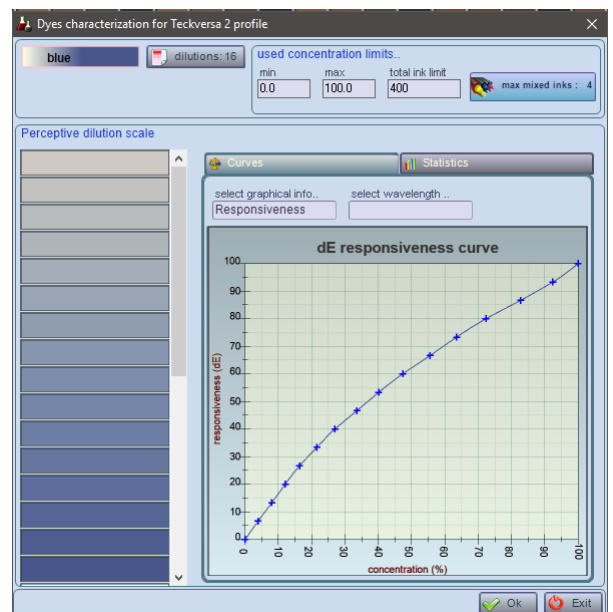 Dyes characterization for Teckversa 2 profile
blue
dilutions: 16
used concentration limits..
min max total ink limit
0.0 100.0 400
max mixed inks : 4
Perceptive dilution scale
Curves
Statistics
select graphical info.. select wavelength ..
Responsiveness
dE responsiveness curve
100
90
80
70
60
50
40
30
20
10
0
responsiveness (dE)
0 10 20 30 40 50 60 70 80 90 100
concentration (%)
Ok
Exit